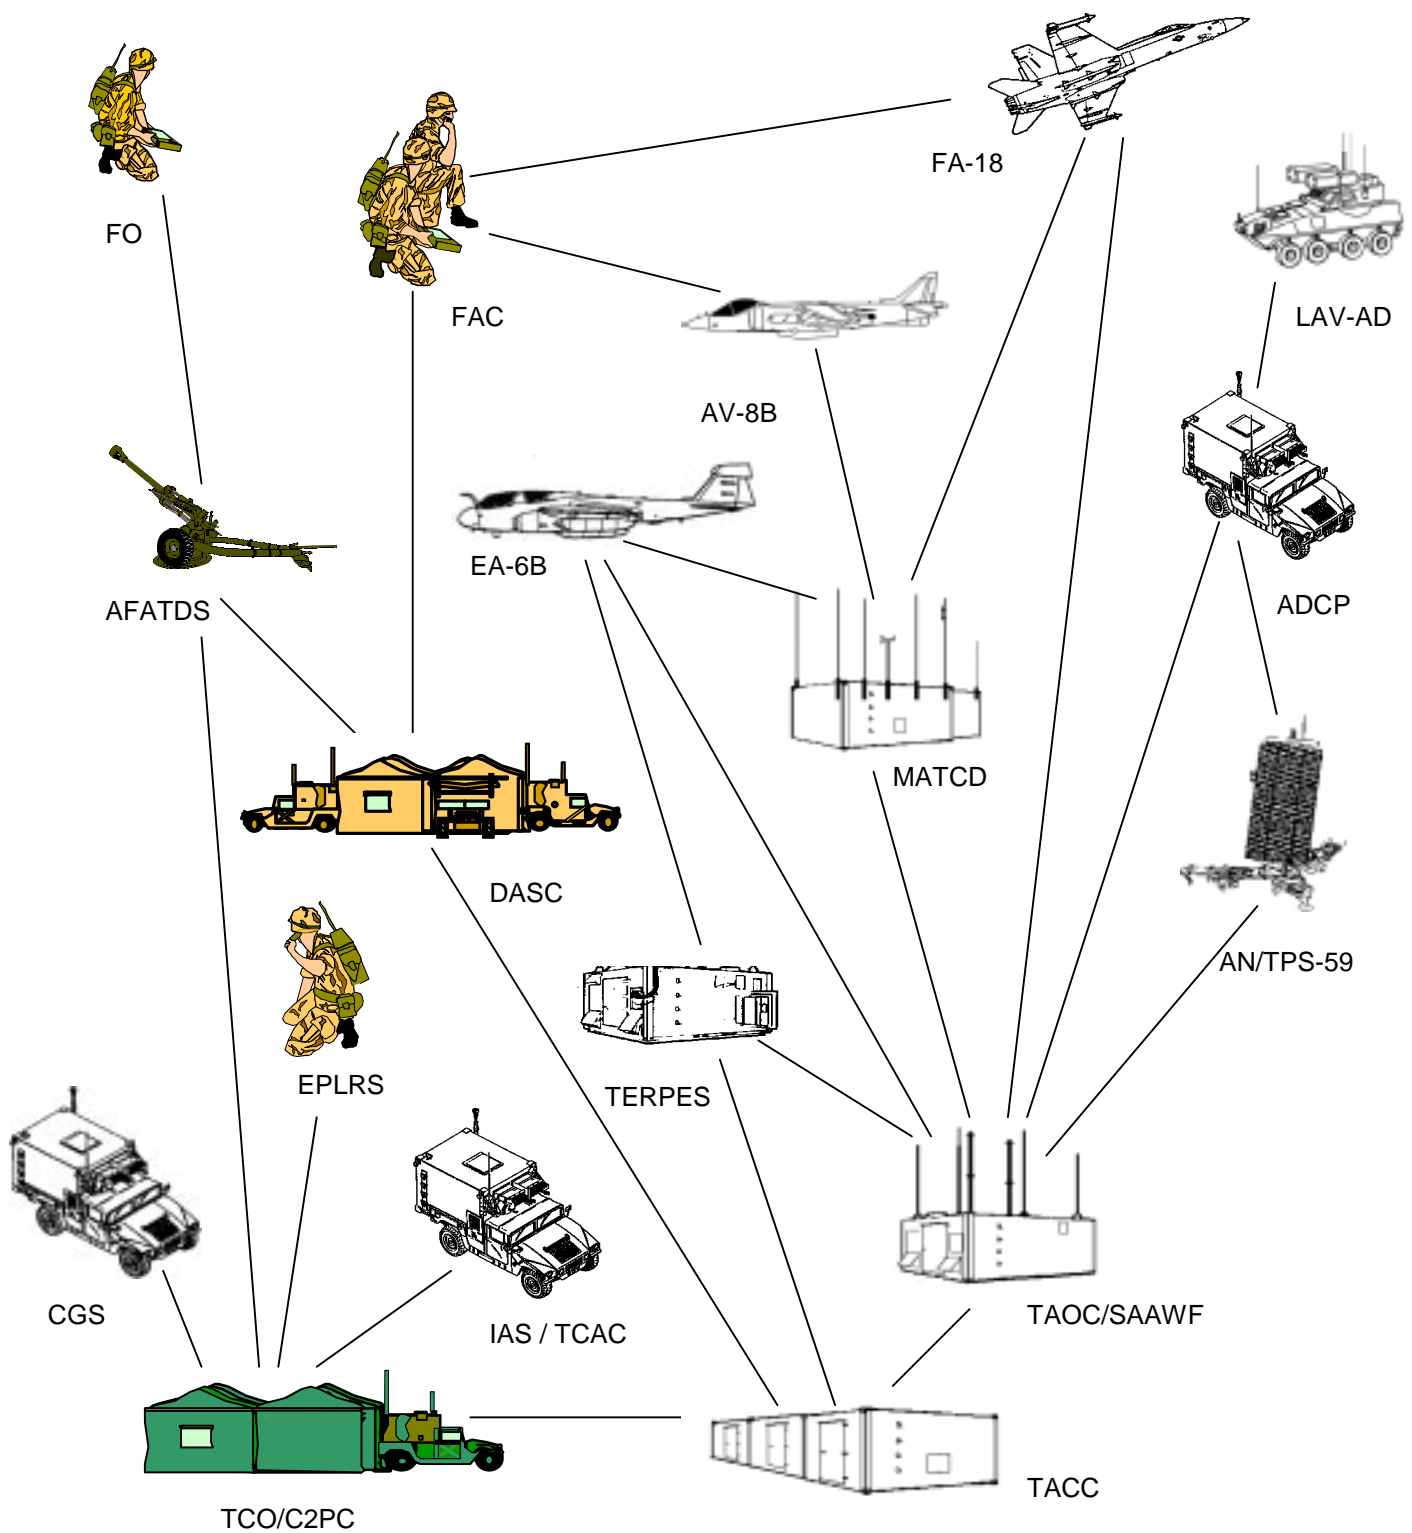 FO
FAC
FA-18
LAV-AD
AV-8B
EA-6B
AFATDS
ADCP
MATCD
DASC
AN/TPS-59
EPLRS
TERPES
CGS
IAS / TCAC
TAOC/SAAWF
TACC
TCO/C2PC